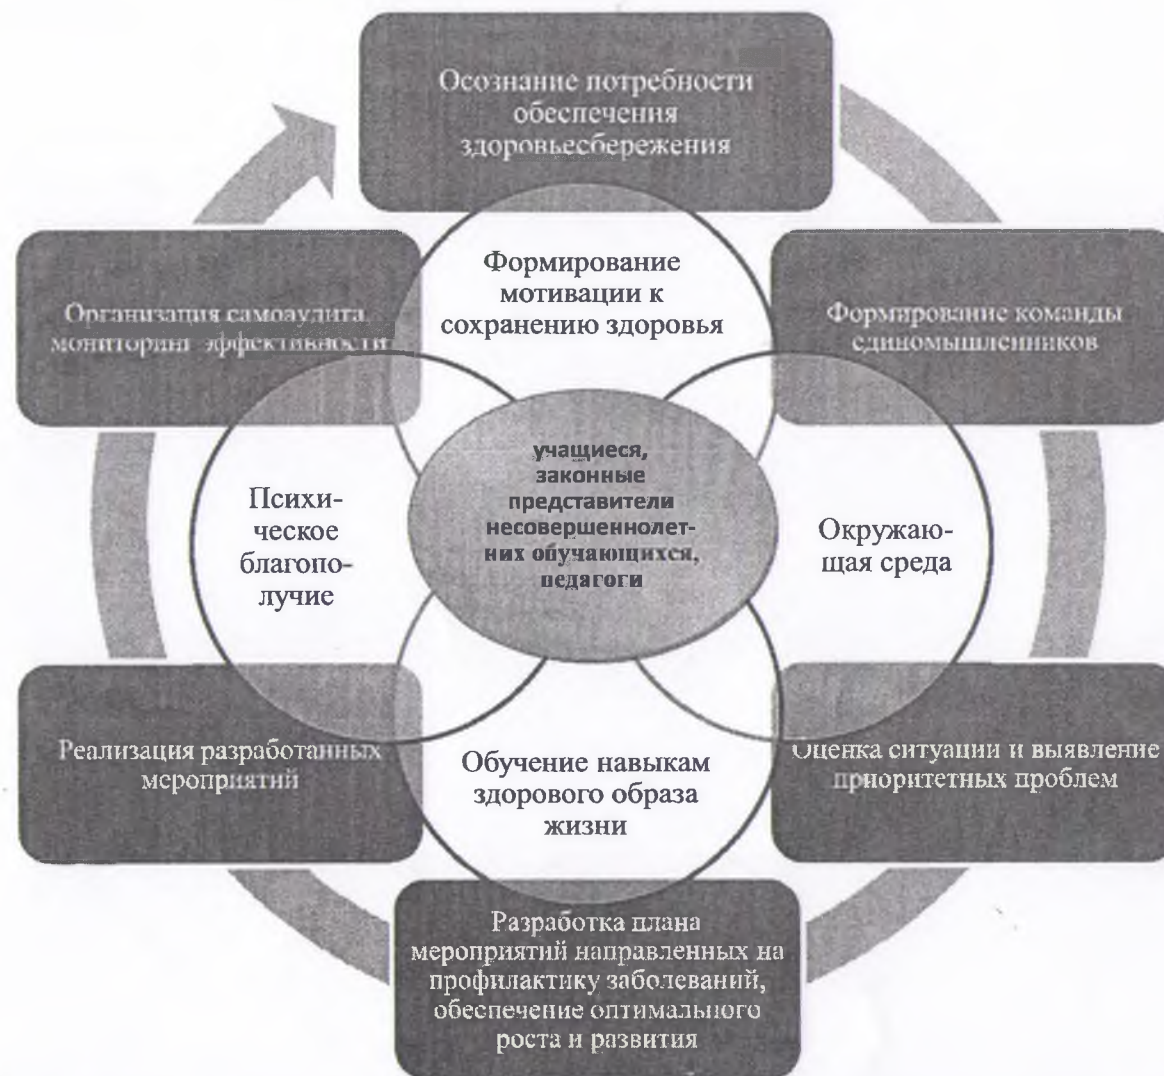 Осознание потребности
обеспечения
здоровьесбережения
Формирование
мотивации к
сохранению здоровья
Организация самоаудита,
мониторинг эффективности
Формирование команды
единомышленников
учащиеся,
законные
представители
несовершеннолет-
них обучающихся,
педагоги
Психи-
ческое
благопо-
лучие
Окружаю-
щая среда
Реализация разработанных
мероприятий
Обучение навыкам
здорового образа
жизни
Оценка ситуации и выявление
приоритетных проблем
Разработка плана
мероприятий направленных на
профилактику заболеваний,
обеспечение оптимального
роста и развития